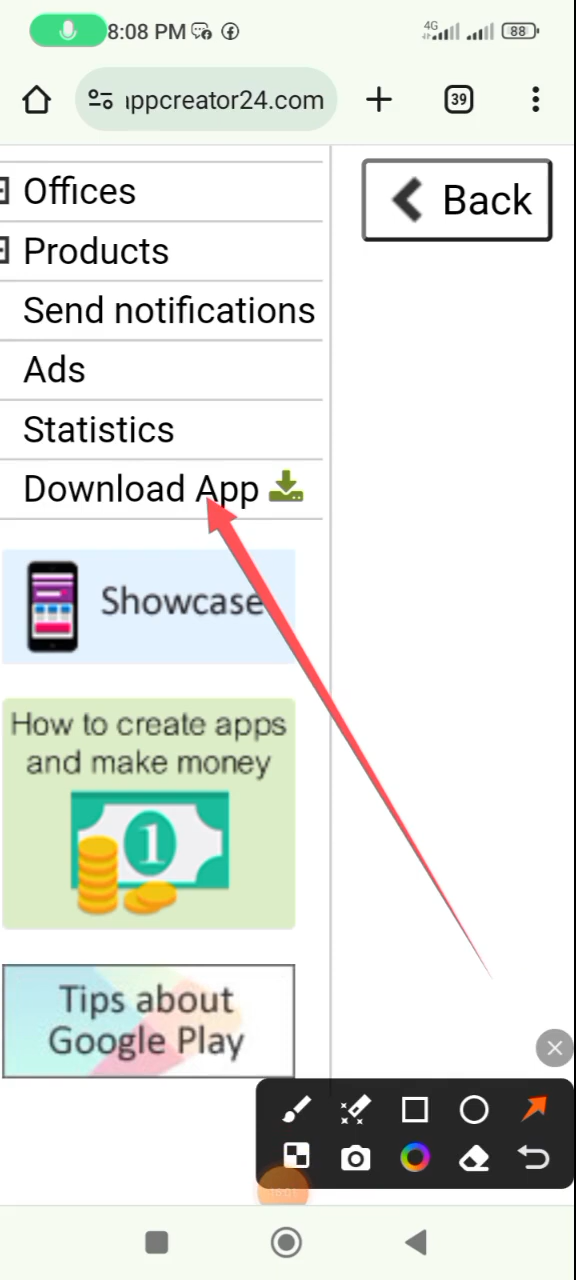 8:08 PM
4G
88
appcreator24.com
39
Offices
Back
Products
Send notifications
Ads
Statistics
Download App
Showcase
How to create apps
and make money
1
Tips about
Google Play